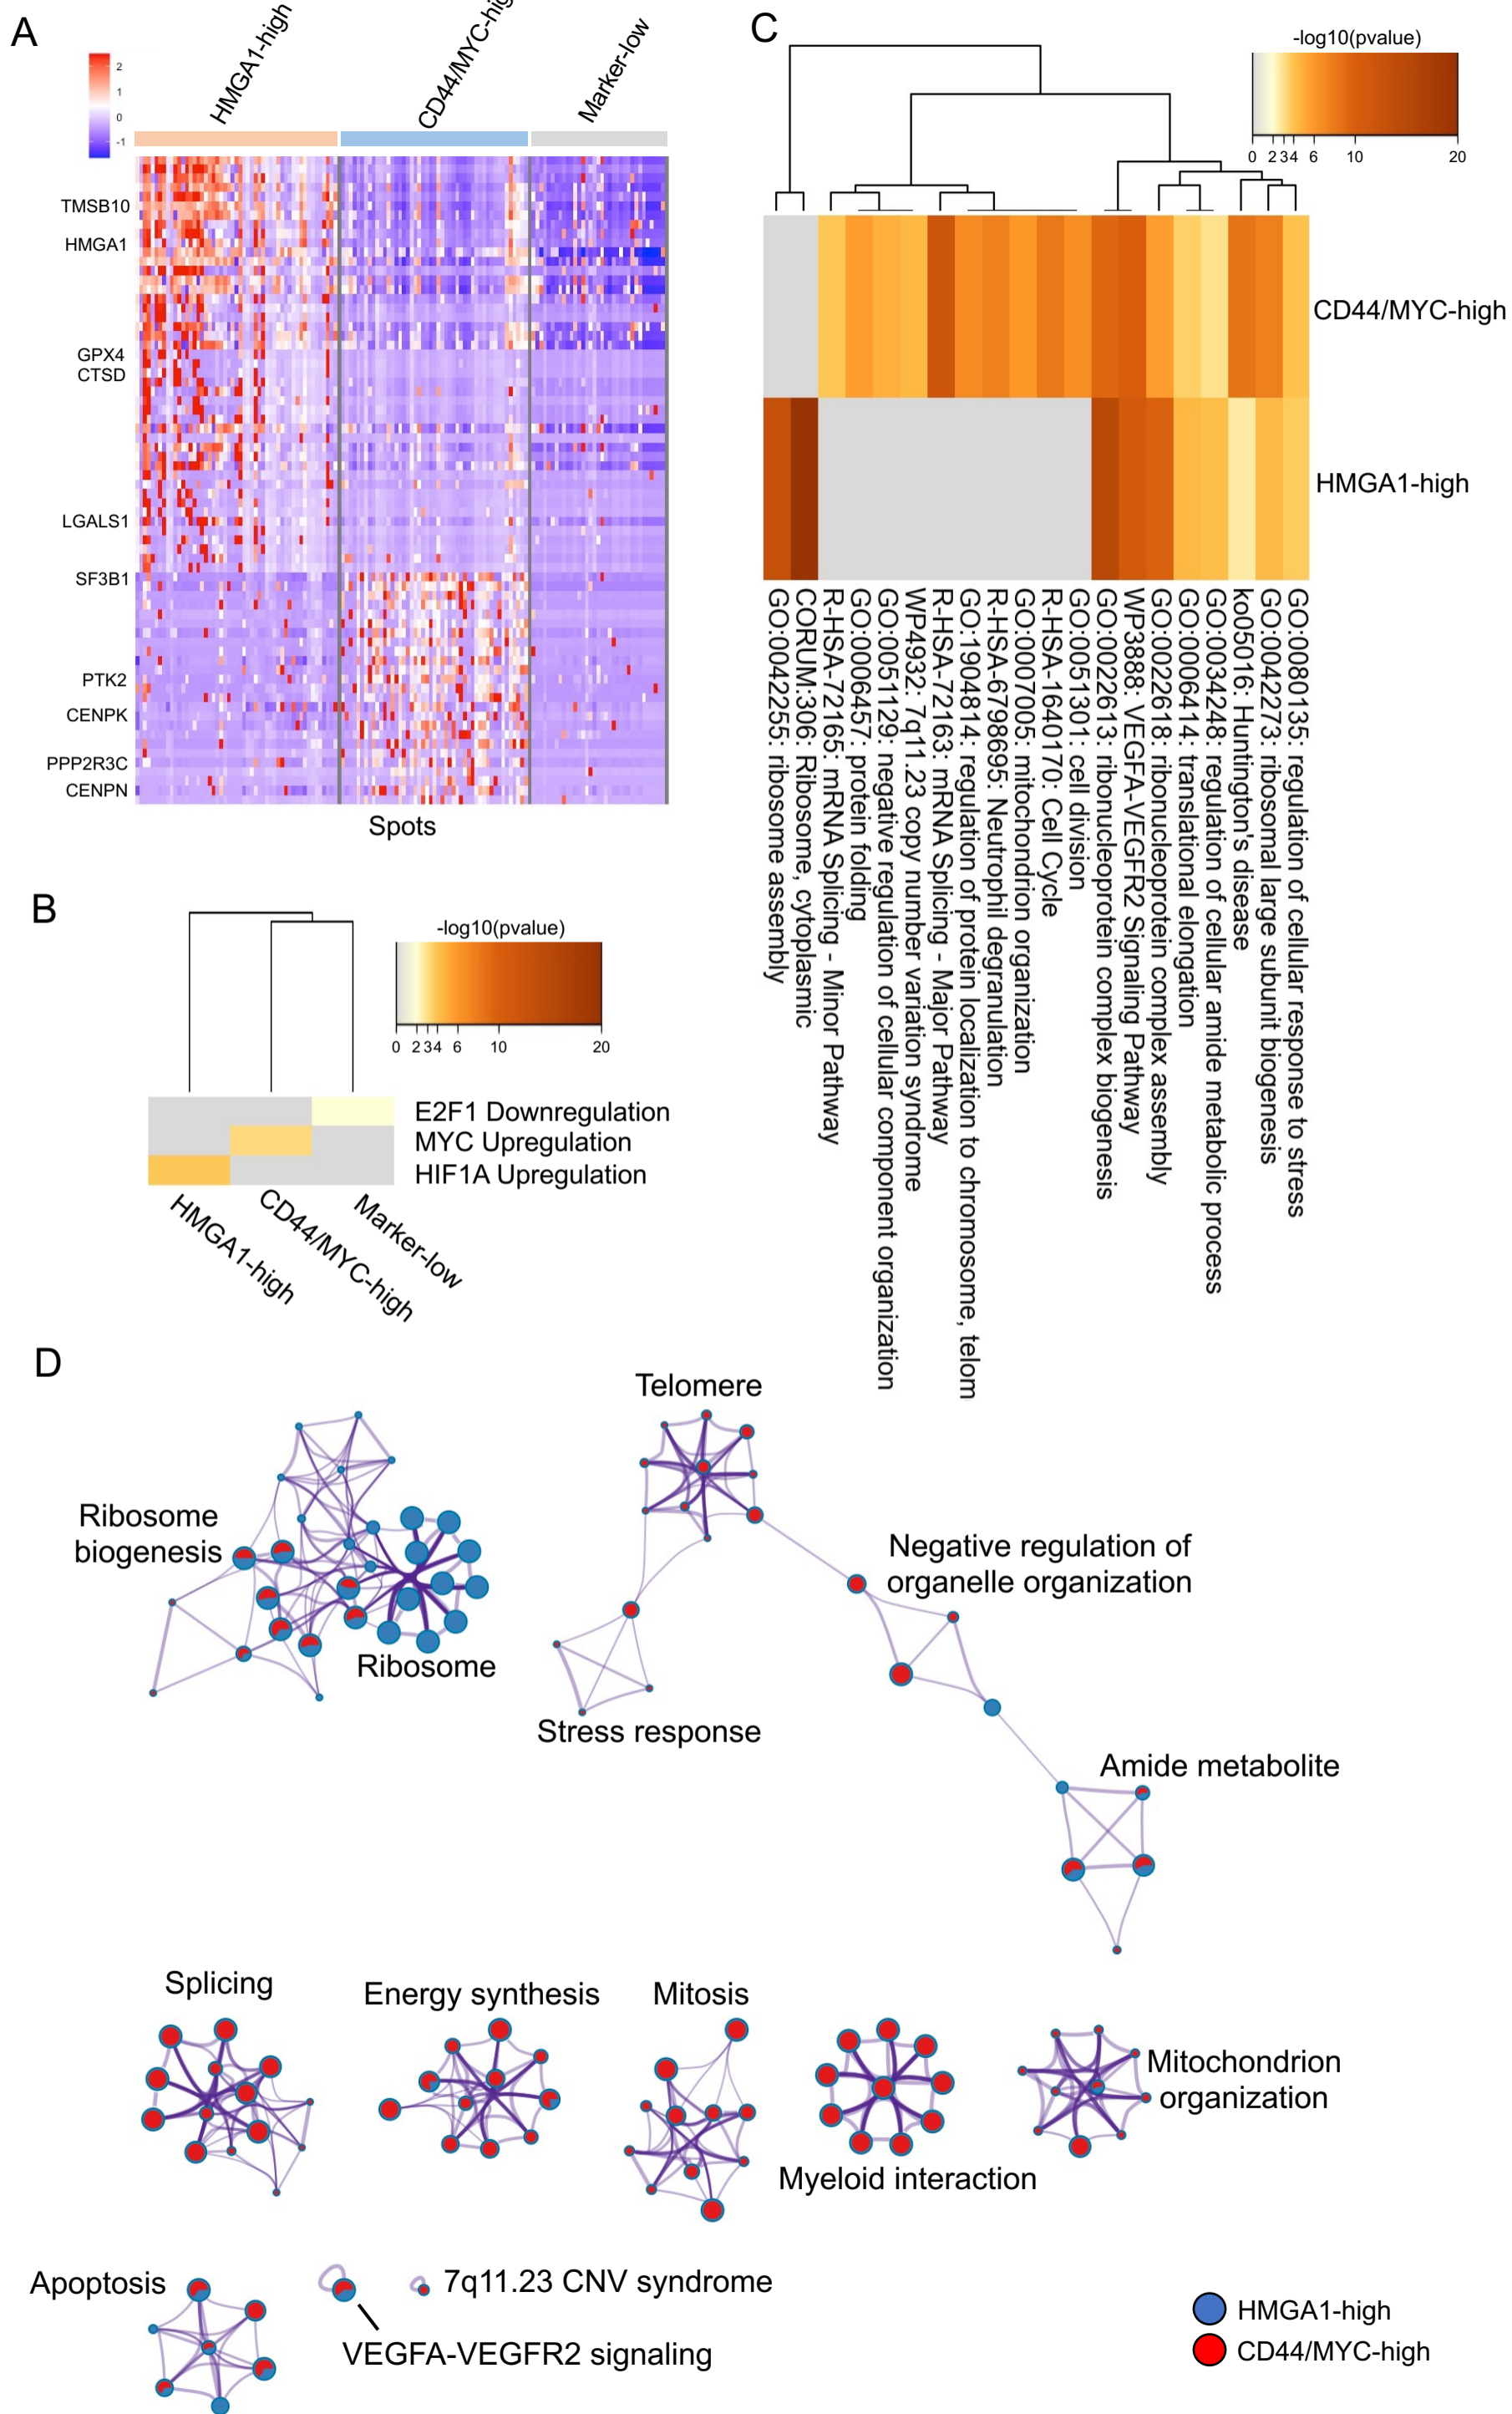 A
HMGA1-high
CD44/MYC-hig
Marker-low
2
1
0
-1
TMSB10
HMGA1
GPX4
CTSD
LGALS1
SF3B1
PTK2
CENPK
PPP2R3C
CENPN
Spots
B
-log10(pvalue)
0 2 3 4 6 10 20
E2F1 Downregulation
MYC Upregulation
HIF1A Upregulation
HMGA1-high
CD44/MYC-high
Marker-low
C
-log10(pvalue)
0 2 3 4 6 10 20
CD44/MYC-high
HMGA1-high
GO:0042255: ribosome assembly
CORUM:306: Ribosome, cytoplasmic
R-HSA-72165: mRNA Splicing - Minor Pathway
GO:0006457: protein folding
GO:0051129: negative regulation of cellular component organization
WP4932: 7q11.23 copy number variation syndrome
R-HSA-72163: mRNA Splicing - Major Pathway
GO:1904814: regulation of protein localization to chromosome, telom
R-HSA-6798695: Neutrophil degranulation
GO:0007005: mitochondrion organization
R-HSA-1640170: Cell Cycle
GO:0051301: cell division
GO:0022613: ribonucleoprotein complex biogenesis
WP3888: VEGFA-VEGFR2 Signaling Pathway
GO:0022618: ribonucleoprotein complex assembly
GO:0006414: translational elongation
GO:0034248: regulation of cellular amide metabolic process
ko05016: Huntington's disease
GO:0042273: ribosomal large subunit biogenesis
GO:0080135: regulation of cellular response to stress
D
Telomere
Ribosome
biogenesis
Negative regulation of
organelle organization
Ribosome
Stress response
Amide metabolite
Splicing
Energy synthesis
Mitosis
Mitochondrion
organization
Myeloid interaction
Apoptosis
7q11.23 CNV syndrome
VEGFA-VEGFR2 signaling
HMGA1-high
CD44/MYC-high